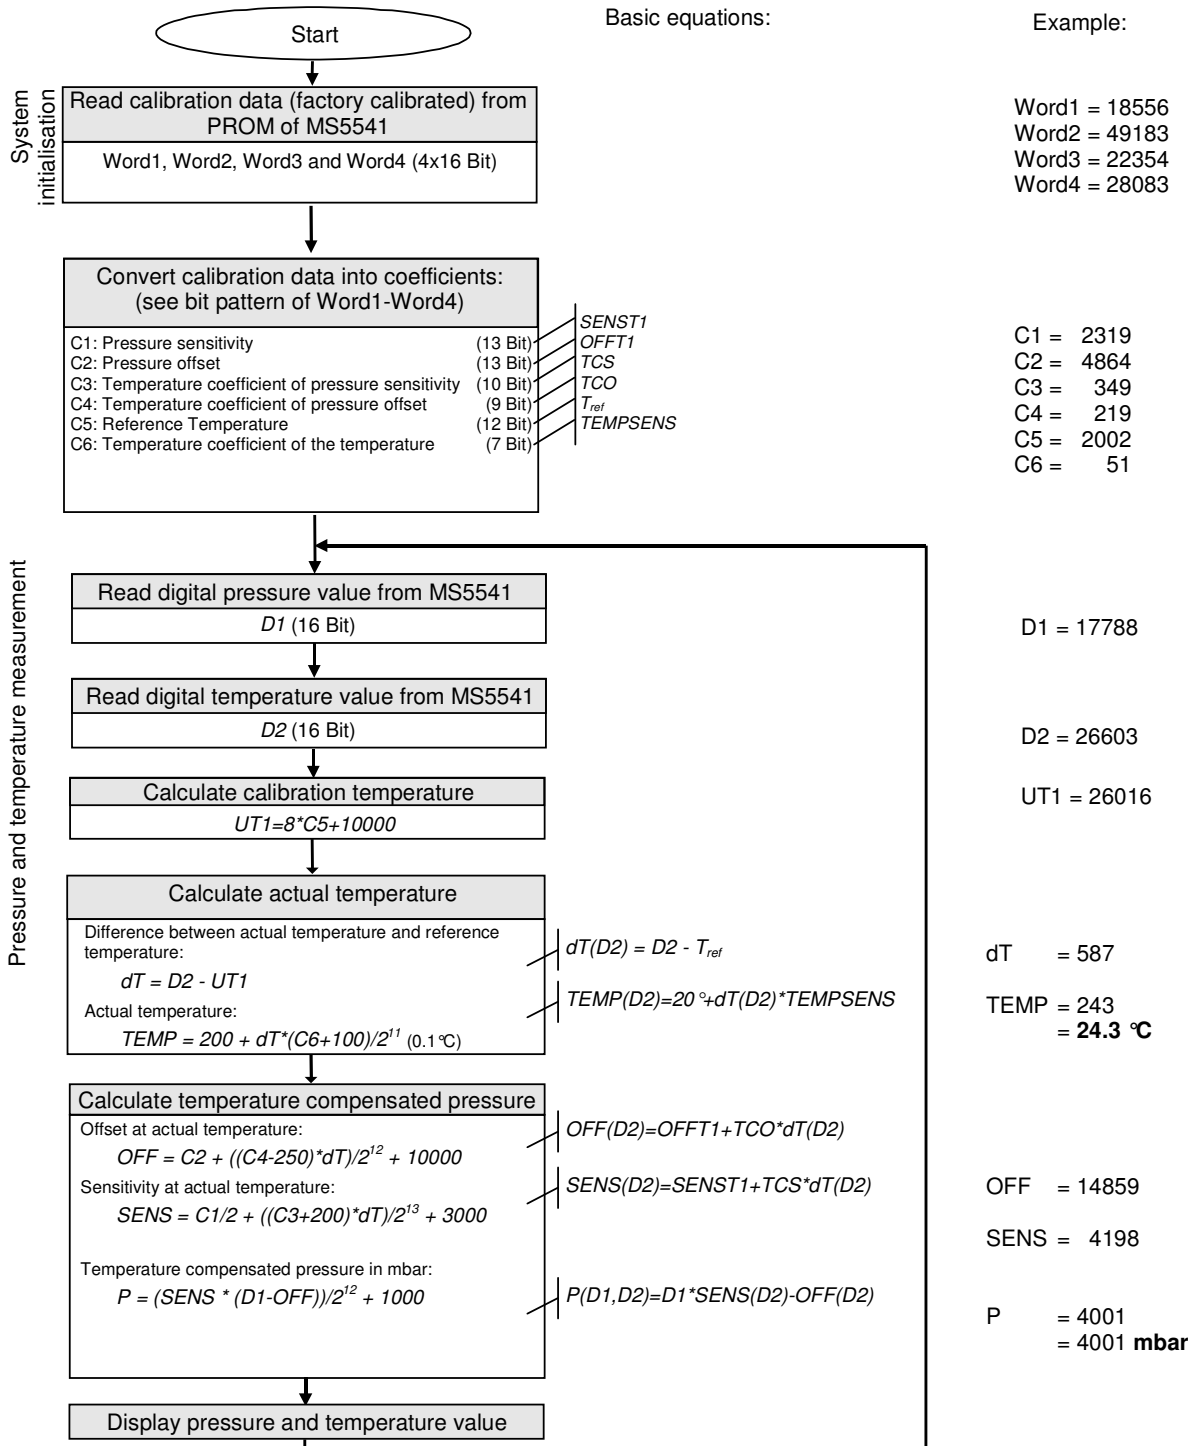 Start
Basic equations:
Example:
System
initialisation
Read calibration data (factory calibrated) from
PROM of MS5541
Word1, Word2, Word3 and Word4 (4x16 Bit)
Word1 = 18556
Word2 = 49183
Word3 = 22354
Word4 = 28083
Convert calibration data into coefficients:
(see bit pattern of Word1-Word4)
C1: Pressure sensitivity (13 Bit) SENST1
C2: Pressure offset (13 Bit) OFFT1
C3: Temperature coefficient of pressure sensitivity (10 Bit) TCS
C4: Temperature coefficient of pressure offset (9 Bit) TCO
C5: Reference Temperature (12 Bit) Tref
C6: Temperature coefficient of the temperature (7 Bit) TEMPSENS
C1 = 2319
C2 = 4864
C3 = 349
C4 = 219
C5 = 2002
C6 = 51
Pressure and temperature measurement
Read digital pressure value from MS5541
D1 (16 Bit)
D1 = 17788
Read digital temperature value from MS5541
D2 (16 Bit)
D2 = 26603
Calculate calibration temperature
UT1=8*C5+10000
UT1 = 26016
Calculate actual temperature
Difference between actual temperature and reference
temperature:
dT = D2 - UT1
dT(D2) = D2 - Tref
dT = 587
Actual temperature:
TEMP = 200 + dT*(C6+100)/2^11 (0.1°C)
TEMP(D2)=20°+dT(D2)*TEMPSENS
TEMP = 243
= 24.3 °C
Calculate temperature compensated pressure
Offset at actual temperature:
OFF = C2 + ((C4-250)*dT)/2^12 + 10000
OFF(D2)=OFFT1+TCO*dT(D2)
OFF = 14859
Sensitivity at actual temperature:
SENS = C1/2 + ((C3+200)*dT)/2^13 + 3000
SENS(D2)=SENST1+TCS*dT(D2)
SENS = 4198
Temperature compensated pressure in mbar:
P = (SENS * (D1-OFF))/2^12 + 1000
P(D1,D2)=D1*SENS(D2)-OFF(D2)
P = 4001
= 4001 mbar
Display pressure and temperature value